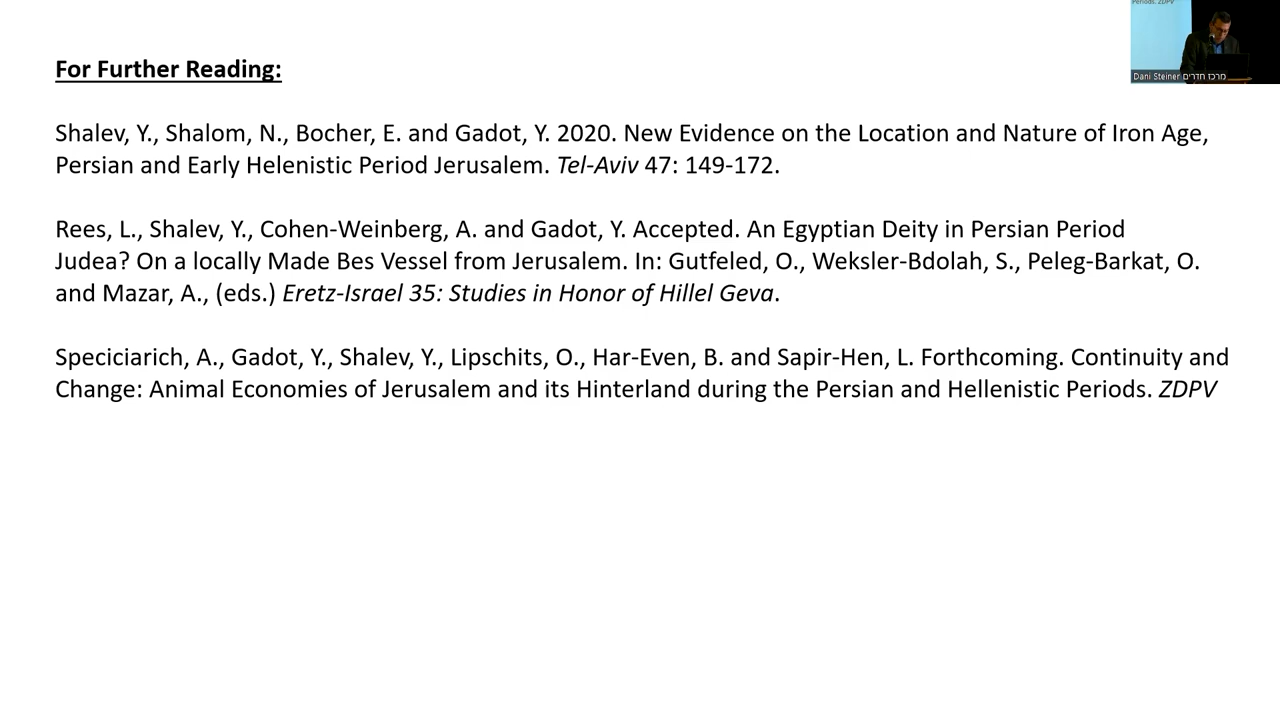 Periods. ZDPV
Dani Steiner מרכז חדרים
For Further Reading:
Shalev, Y., Shalom, N., Bocher, E. and Gadot, Y. 2020. New Evidence on the Location and Nature of Iron Age,
Persian and Early Helenistic Period Jerusalem. Tel-Aviv 47: 149-172.
Rees, L., Shalev, Y., Cohen-Weinberg, A. and Gadot, Y. Accepted. An Egyptian Deity in Persian Period
Judea? On a locally Made Bes Vessel from Jerusalem. In: Gutfeled, O., Weksler-Bdolah, S., Peleg-Barkat, O.
and Mazar, A., (eds.) Eretz-Israel 35: Studies in Honor of Hillel Geva.
Speciciarich, A., Gadot, Y., Shalev, Y., Lipschits, O., Har-Even, B. and Sapir-Hen, L. Forthcoming. Continuity and
Change: Animal Economies of Jerusalem and its Hinterland during the Persian and Hellenistic Periods. ZDPV